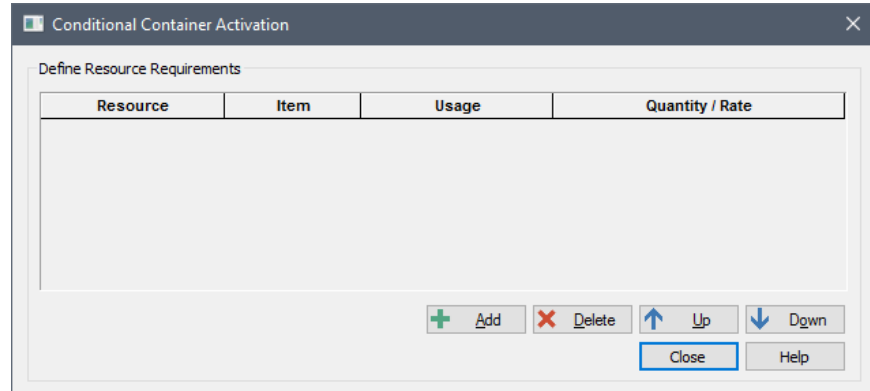 Conditional Container Activation
Define Resource Requirements
Resource Item Usage Quantity / Rate
Add Delete Up Down
Close Help